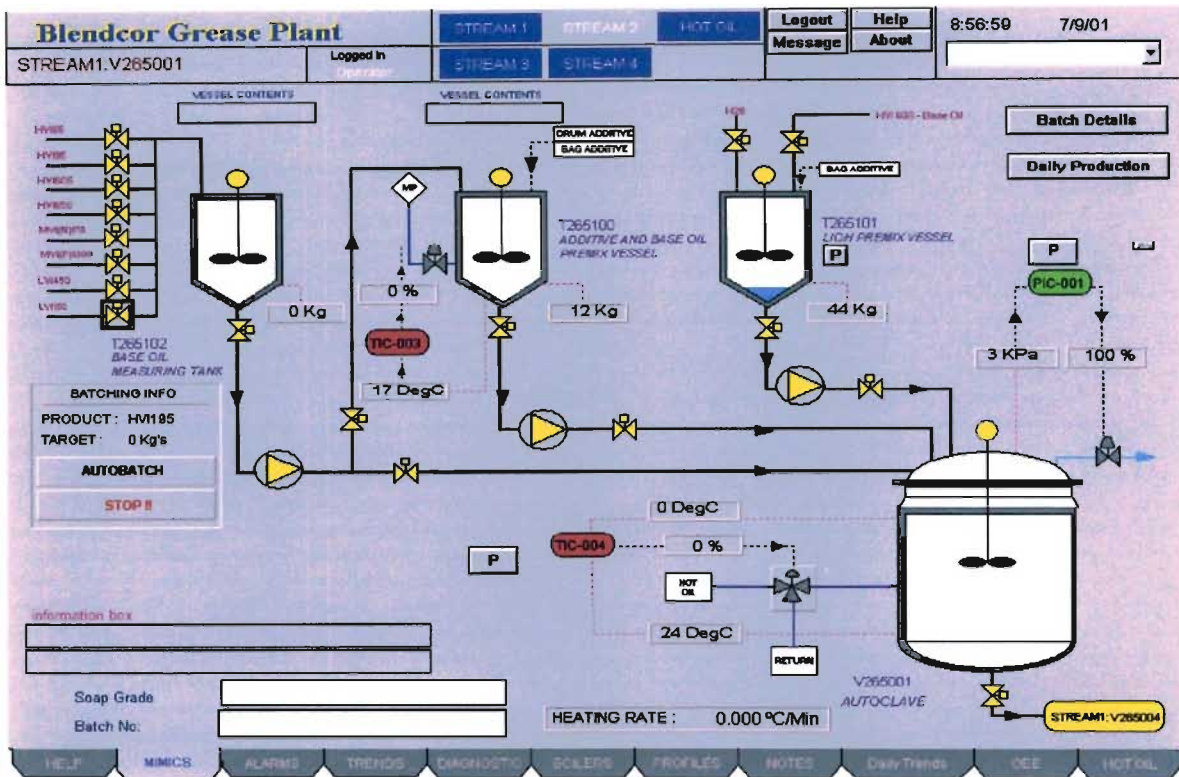 Blendcor Grease Plant
STREAM 1
STREAM 2
HOT OIL
Logout
Help
Message
About
8:56:59
7/9/01
STREAM1.V265001
Logged In
Operator
STREAM 3
STREAM 4
VESSEL CONTENTS
VESSEL CONTENTS
DRUM ADDITIVE
BAG ADDITIVE
BAG ADDITIVE
Batch Details
Daily Production
MP
T265100
ADDITIVE AND BASE OIL
PREMIX VESSEL
T265101
LIOH PREMIX VESSEL
P
P
PIC-001
0 %
0 Kg
12 Kg
44 Kg
TIC-003
17 DegC
3 KPa
100 %
T265102
BASE OIL
MEASURING TANK
BATCHING INFO
PRODUCT : HVI195
TARGET : 0 Kg's
AUTOBATCH
STOP !!
0 DegC
TIC-004
0 %
P
HOT
OIL
24 DegC
RETURN
information box
V265001
AUTOCLAVE
Soap Grade
Batch No:
HEATING RATE : 0.000 ºC/Min
STREAM1:V265004
HELP
MIMICS
ALARMS
TRENDS
DIAGNOSTIC
BOILERS
PROFILES
NOTES
Daily Trends
OEE
HOT OIL